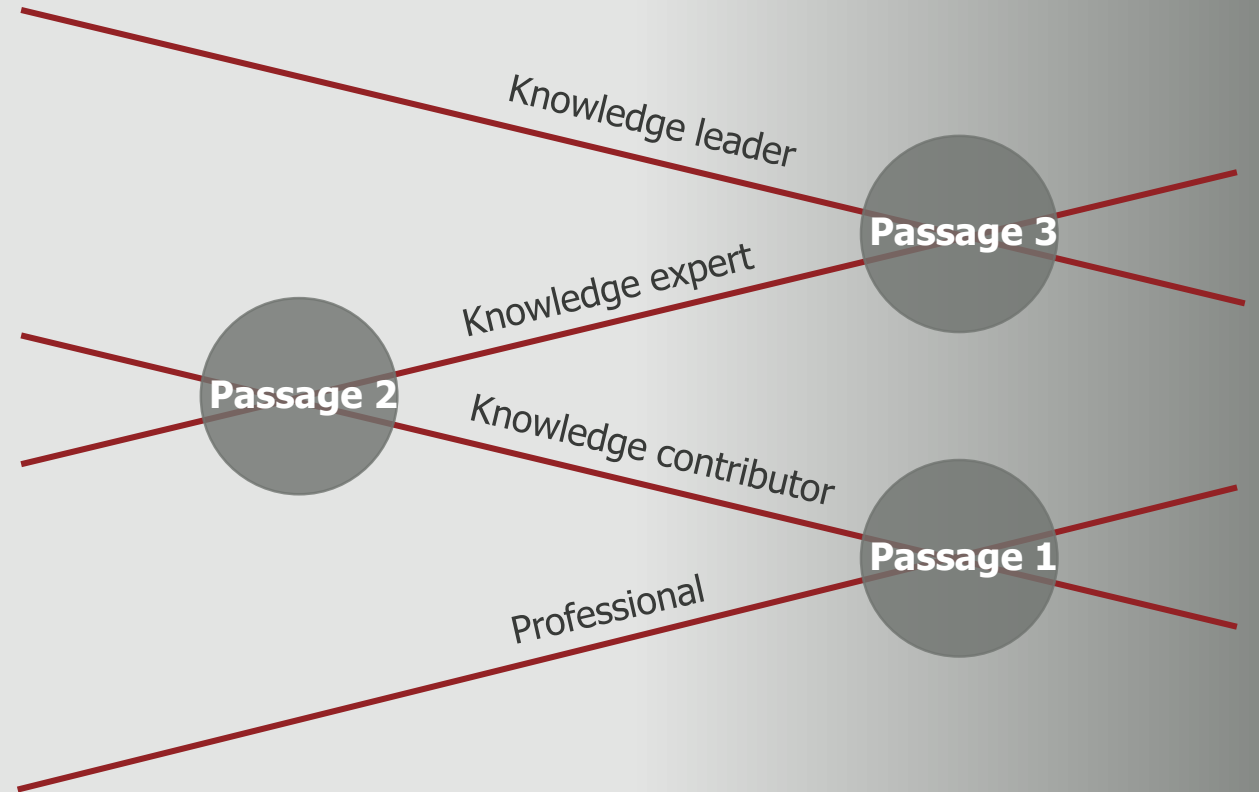 Knowledge leader
Passage 3
Knowledge expert
Passage 2
Knowledge contributor
Passage 1
Professional